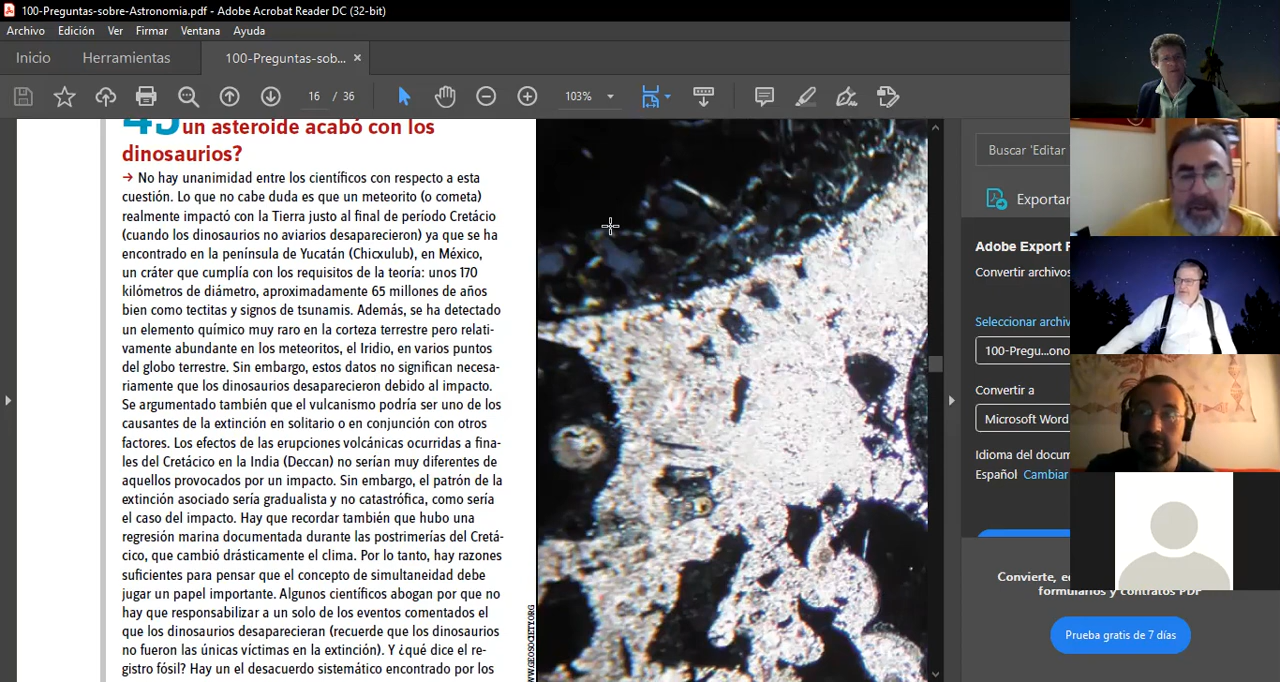 100-Preguntas-sobre-Astronomia.pdf - Adobe Acrobat Reader DC (32-bit)
Archivo Edición Ver Firmar Ventana Ayuda
Inicio Herramientas 100-Preguntas-sob... ×
16 / 36 103%
un asteroide acabó con los
dinosaurios?
→ No hay unanimidad entre los científicos con respecto a esta
cuestión. Lo que no cabe duda es que un meteorito (o cometa)
realmente impactó con la Tierra justo al final de período Cretácio
(cuando los dinosaurios no aviarios desaparecieron) ya que se ha
encontrado en la península de Yucatán (Chicxulub), en México,
un cráter que cumplía con los requisitos de la teoría: unos 170
kilómetros de diámetro, aproximadamente 65 millones de años
bien como tectitas y signos de tsunamis. Además, se ha detectado
un elemento químico muy raro en la corteza terrestre pero relati-
vamente abundante en los meteoritos, el Iridio, en varios puntos
del globo terrestre. Sin embargo, estos datos no significan necesa-
riamente que los dinosaurios desaparecieron debido al impacto.
Se argumentado también que el vulcanismo podría ser uno de los
causantes de la extinción en solitario o en conjunción con otros
factores. Los efectos de las erupciones volcánicas ocurridas a fina-
les del Cretácico en la India (Deccan) no serían muy diferentes de
aquellos provocados por un impacto. Sin embargo, el patrón de la
extinción asociado sería gradualista y no catastrófica, como sería
el caso del impacto. Hay que recordar también que hubo una
regresión marina documentada durante las postrimerías del Cretá-
cico, que cambió drásticamente el clima. Por lo tanto, hay razones
suficientes para pensar que el concepto de simultaneidad debe
jugar un papel importante. Algunos científicos abogan por que no
hay que responsabilizar a un solo de los eventos comentados el
que los dinosaurios desaparecieran (recuerde que los dinosaurios
no fueron las únicas víctimas en la extinción). Y ¿qué dice el re-
gistro fósil? Hay un el desacuerdo sistemático encontrado por los
WWW.GEOSOCIETY.ORG
Buscar 'Editar
Exportar
Adobe Export P
Convertir archivos
Seleccionar archiv
100-Pregu...ono
Convertir a
Microsoft Word
Idioma del docum
Español Cambiar
Convierte, e
formularios y contratos PDF
Prueba gratis de 7 días